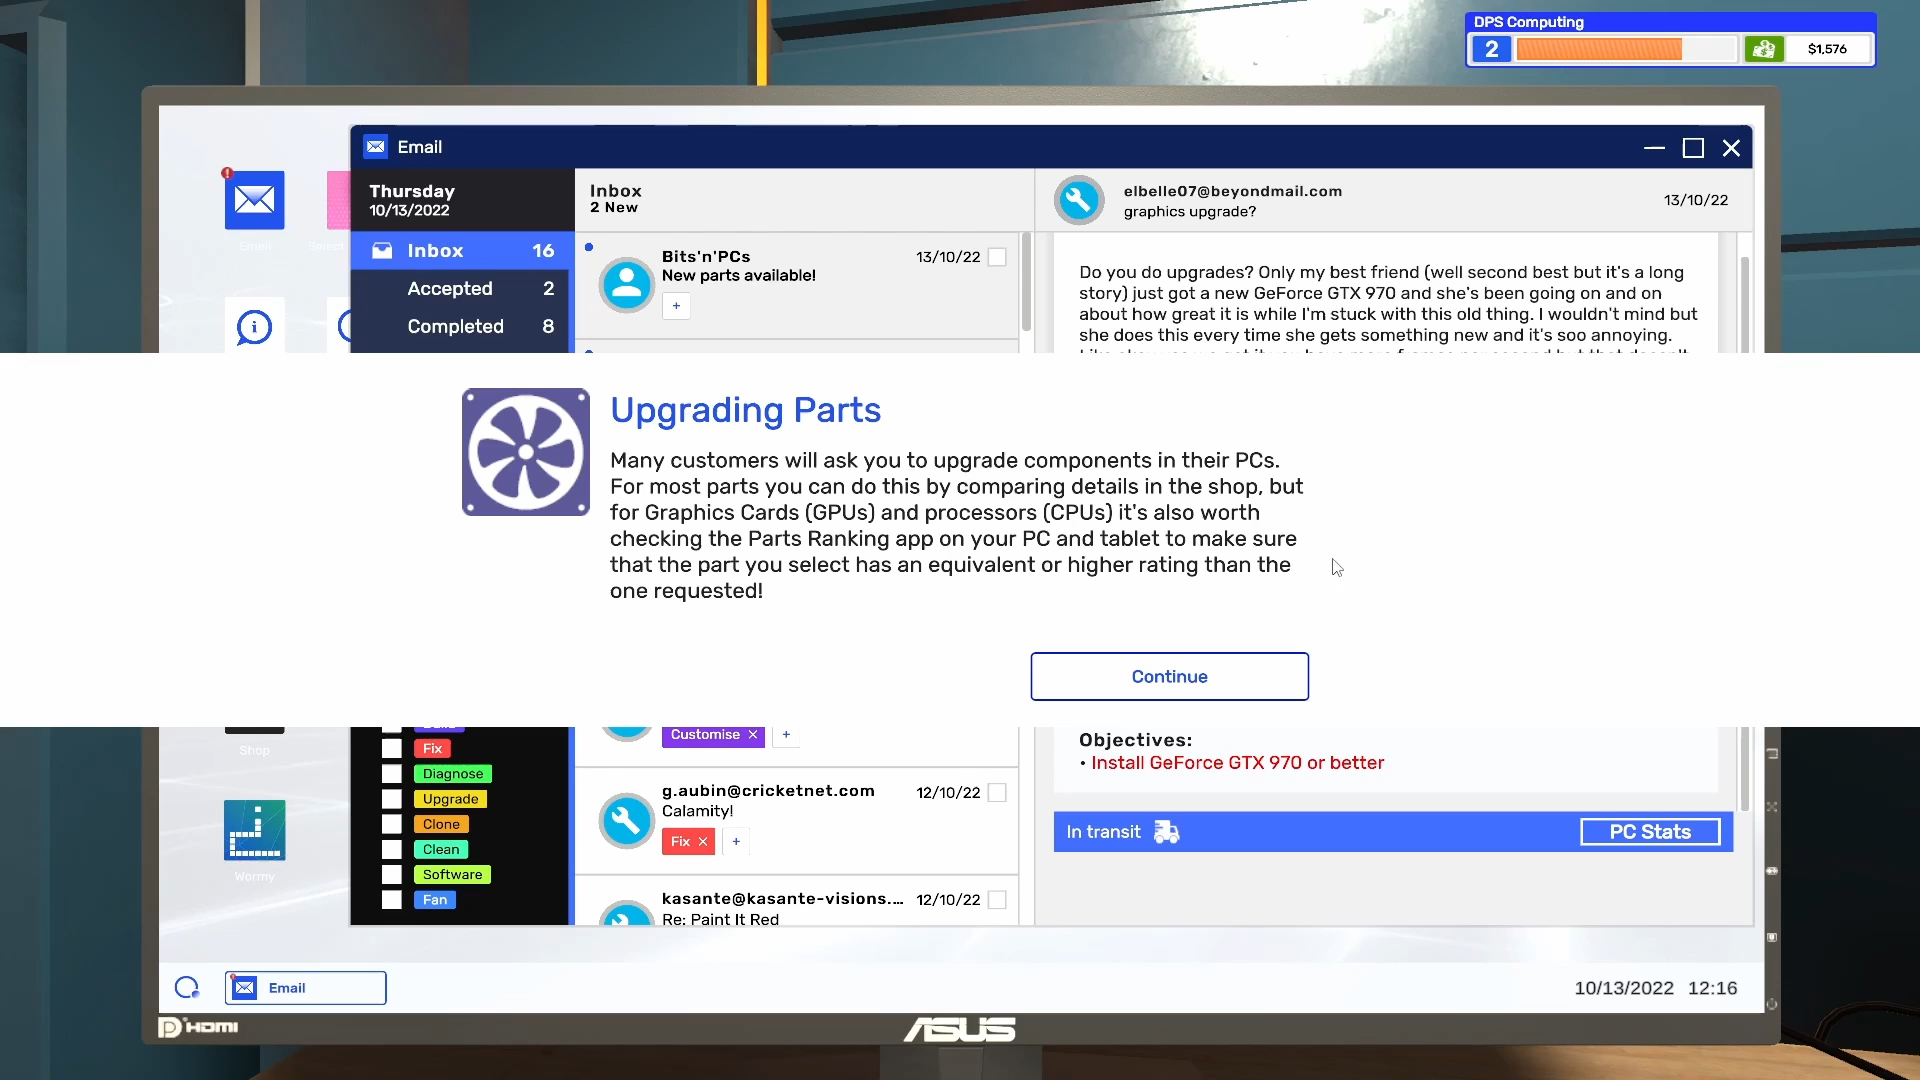 DPS Computing
2
$1,576
Email
Thursday
10/13/2022
Inbox
2 New
elbelle07@beyondmail.com
graphics upgrade?
13/10/22
Inbox 16
Accepted 2
Completed 8
Bits'n'PCs
New parts available!
13/10/22
+
Do you do upgrades? Only my best friend (well second best but it's a long
story) just got a new GeForce GTX 970 and she's been going on and on
about how great it is while I'm stuck with this old thing. I wouldn't mind but
she does this every time she gets something new and it's soo annoying.
Email
Select
Upgrading Parts
Many customers will ask you to upgrade components in their PCs.
For most parts you can do this by comparing details in the shop, but
for Graphics Cards (GPUs) and processors (CPUs) it's also worth
checking the Parts Ranking app on your PC and tablet to make sure
that the part you select has an equivalent or higher rating than the
one requested!
Continue
Shop
Wormy
Fix
Diagnose
Upgrade
Clone
Clean
Software
Fan
Customise × +
g.aubin@cricketnet.com
Calamity!
12/10/22
Fix × +
kasante@kasante-visions....
Re: Paint It Red
12/10/22
Objectives:
• Install GeForce GTX 970 or better
In transit
PC Stats
Email
10/13/2022 12:16
HDMI
ASUS